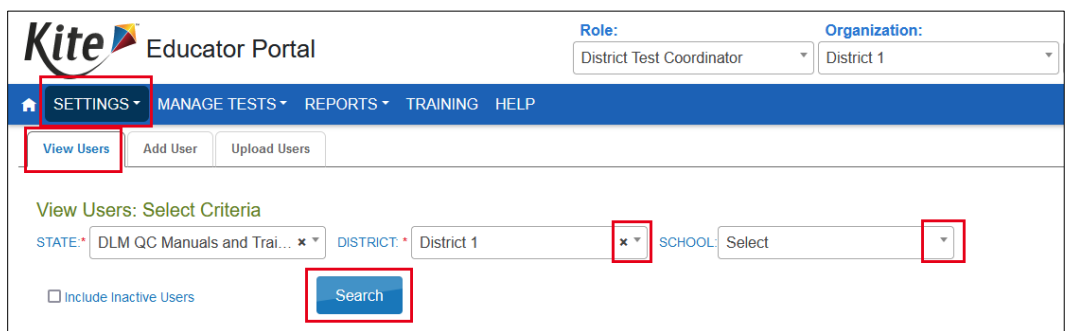 Kite Educator Portal
Role: Organization:
District Test Coordinator District 1
SETTINGS MANAGE TESTS REPORTS TRAINING HELP
View Users Add User Upload Users
View Users: Select Criteria
STATE:* DLM QC Manuals and Trai... × DISTRICT: * District 1 × SCHOOL: Select
Include Inactive Users Search